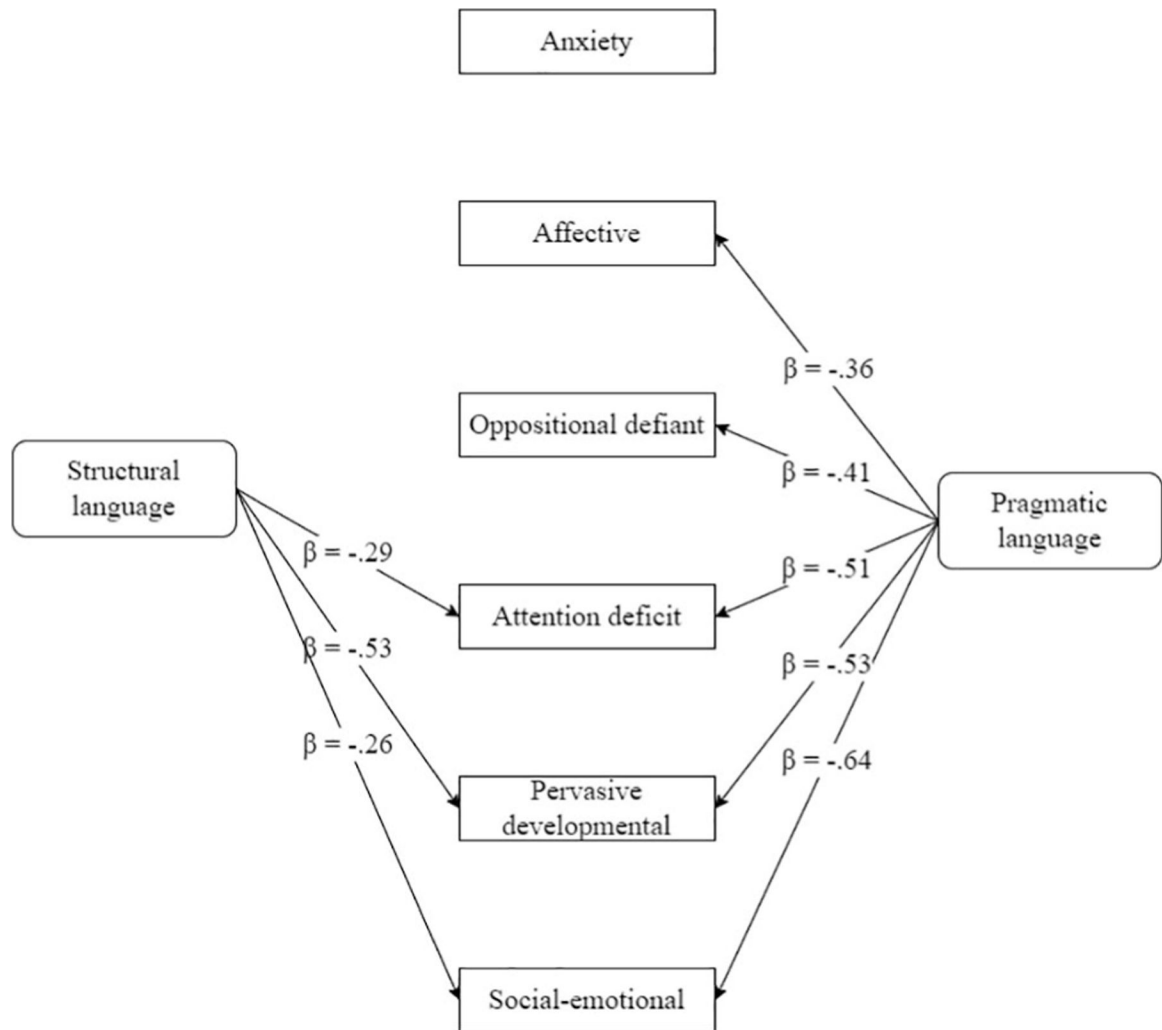 Anxiety
Affective
β = -.36
Oppositional defiant
Structural
language
β = -.41
Pragmatic
language
β = -.29
β = -.51
Attention deficit
β = -.53
β = -.53
β = -.26
β = -.64
Pervasive
developmental
Social-emotional